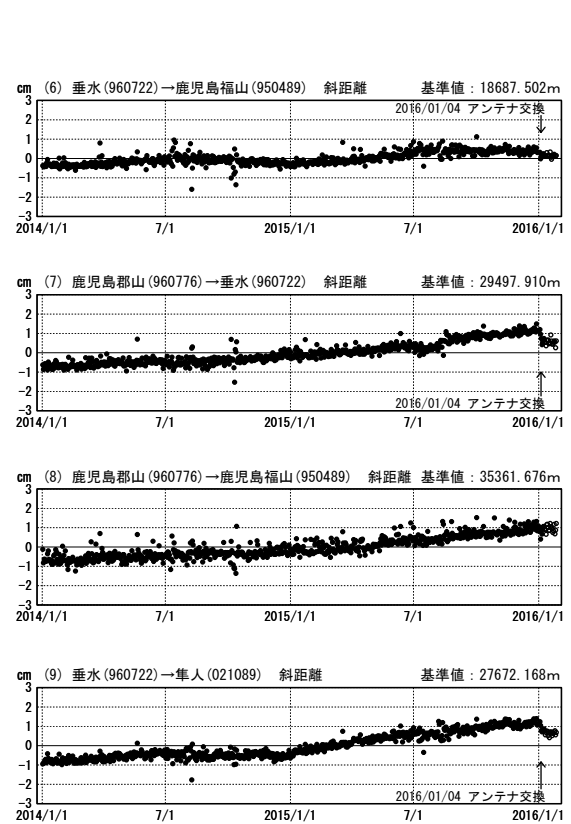 cm (6) 垂水(960722)→鹿児島福山(950489) 斜距離 基準値：18687.502m
3
2016/01/04 アンテナ交換
2
1
0
-1
-2
-3
2014/1/1 7/1 2015/1/1 7/1 2016/1/1
cm (7) 鹿児島郡山(960776)→垂水(960722) 斜距離 基準値：29497.910m
3
2
1
0
-1
-2
2016/01/04 アンテナ交換
-3
2014/1/1 7/1 2015/1/1 7/1 2016/1/1
cm (8) 鹿児島郡山(960776)→鹿児島福山(950489) 斜距離 基準値：35361.676m
3
2
1
0
-1
-2
-3
2014/1/1 7/1 2015/1/1 7/1 2016/1/1
cm (9) 垂水(960722)→隼人(021089) 斜距離 基準値：27672.168m
3
2
1
0
-1
-2
2016/01/04 アンテナ交換
-3
2014/1/1 7/1 2015/1/1 7/1 2016/1/1